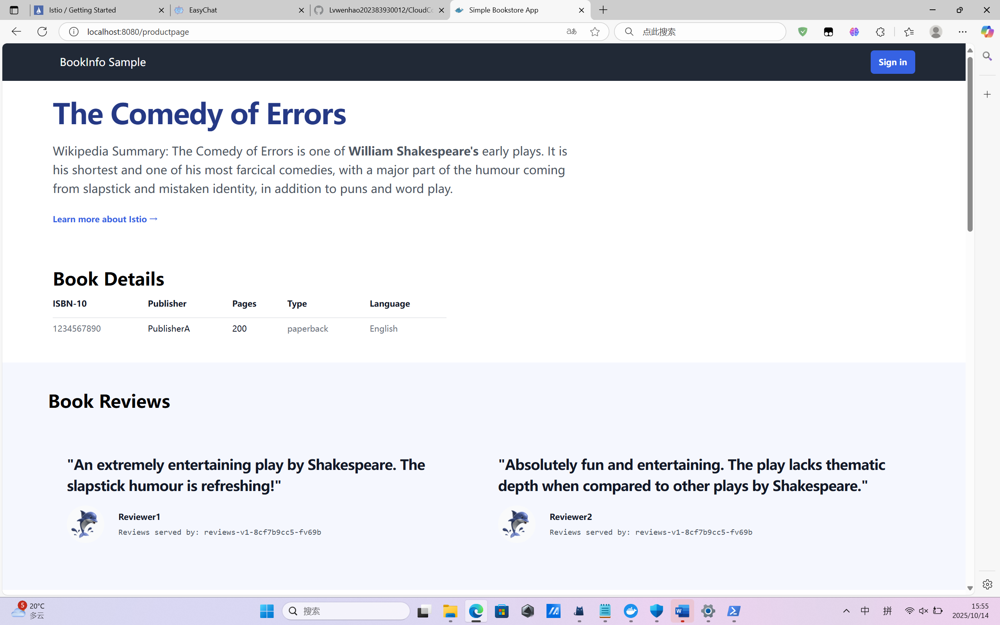 Istio / Getting Started
EasyChat
Lvwenhao202383930012/CloudCo
Simple Bookstore App
localhost:8080/productpage
aあ
点此搜索
BookInfo Sample
Sign in
The Comedy of Errors
Wikipedia Summary: The Comedy of Errors is one of William Shakespeare's early plays. It is
his shortest and one of his most farcical comedies, with a major part of the humour coming
from slapstick and mistaken identity, in addition to puns and word play.
Learn more about Istio →
Book Details
ISBN-10 Publisher Pages Type Language
1234567890 PublisherA 200 paperback English
Book Reviews
"An extremely entertaining play by Shakespeare. The
slapstick humour is refreshing!"
Reviewer1
Reviews served by: reviews-v1-8cf7b9cc5-fv69b
"Absolutely fun and entertaining. The play lacks thematic
depth when compared to other plays by Shakespeare."
Reviewer2
Reviews served by: reviews-v1-8cf7b9cc5-fv69b
5
20°C
多云
搜索
中
拼
15:55
2025/10/14